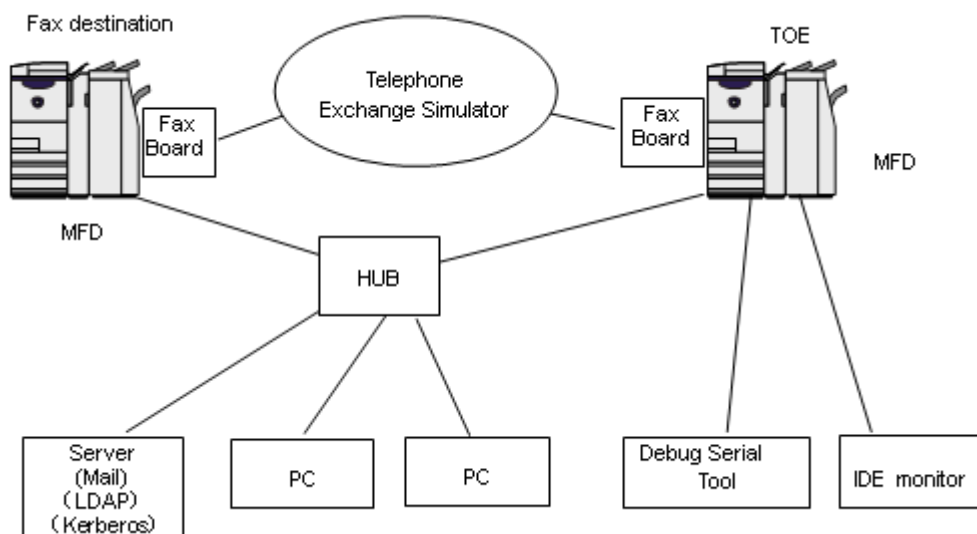 Fax destination
TOE
Telephone
Exchange Simulator
Fax
Board
Fax
Board
MFD
MFD
HUB
Server
(Mail)
(LDAP)
(Kerberos)
PC
PC
Debug Serial
Tool
IDE monitor